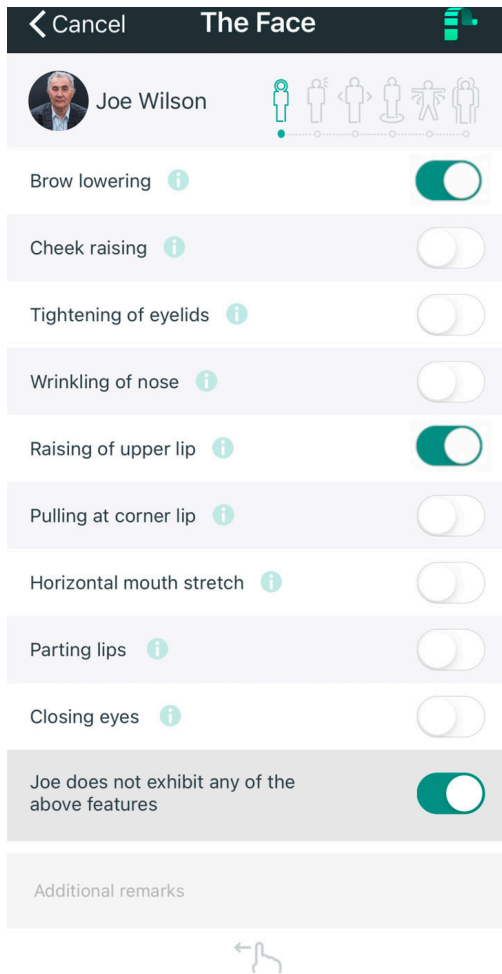 Cancel The Face
Joe Wilson
Brow lowering
Cheek raising
Tightening of eyelids
Wrinkling of nose
Raising of upper lip
Pulling at corner lip
Horizontal mouth stretch
Parting lips
Closing eyes
Joe does not exhibit any of the
above features
Additional remarks